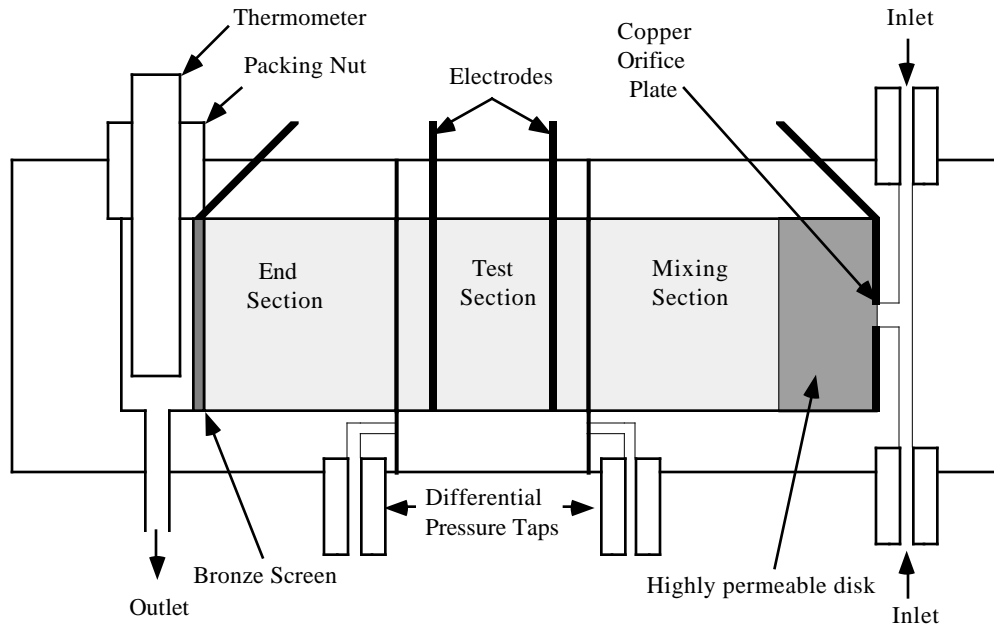 Thermometer
Packing Nut
Electrodes
Copper
Orifice
Plate
Inlet
End
Section
Test
Section
Mixing
Section
Differential
Pressure Taps
Bronze Screen
Outlet
Highly permeable disk
Inlet